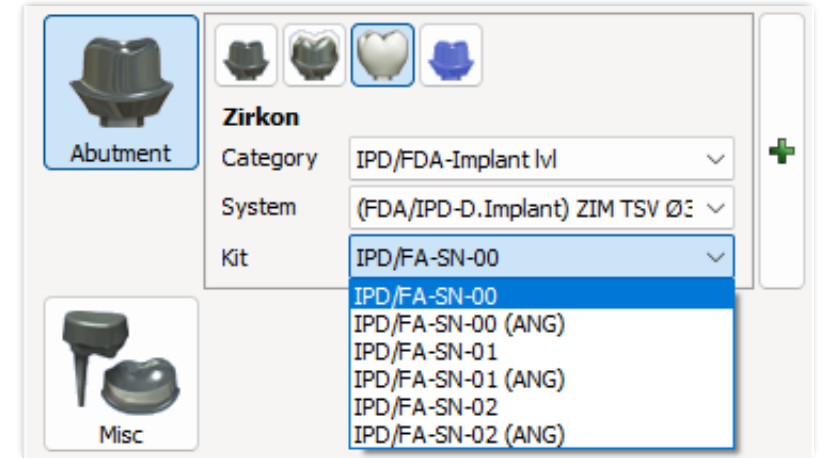 Abutment
Zirkon
Category IPD/FDA-Implant lvl
System (FDA/IPD-D.Implant) ZIM TSV Ø3
Kit IPD/FA-SN-00
IPD/FA-SN-00
IPD/FA-SN-00 (ANG)
IPD/FA-SN-01
IPD/FA-SN-01 (ANG)
IPD/FA-SN-02
IPD/FA-SN-02 (ANG)
Misc